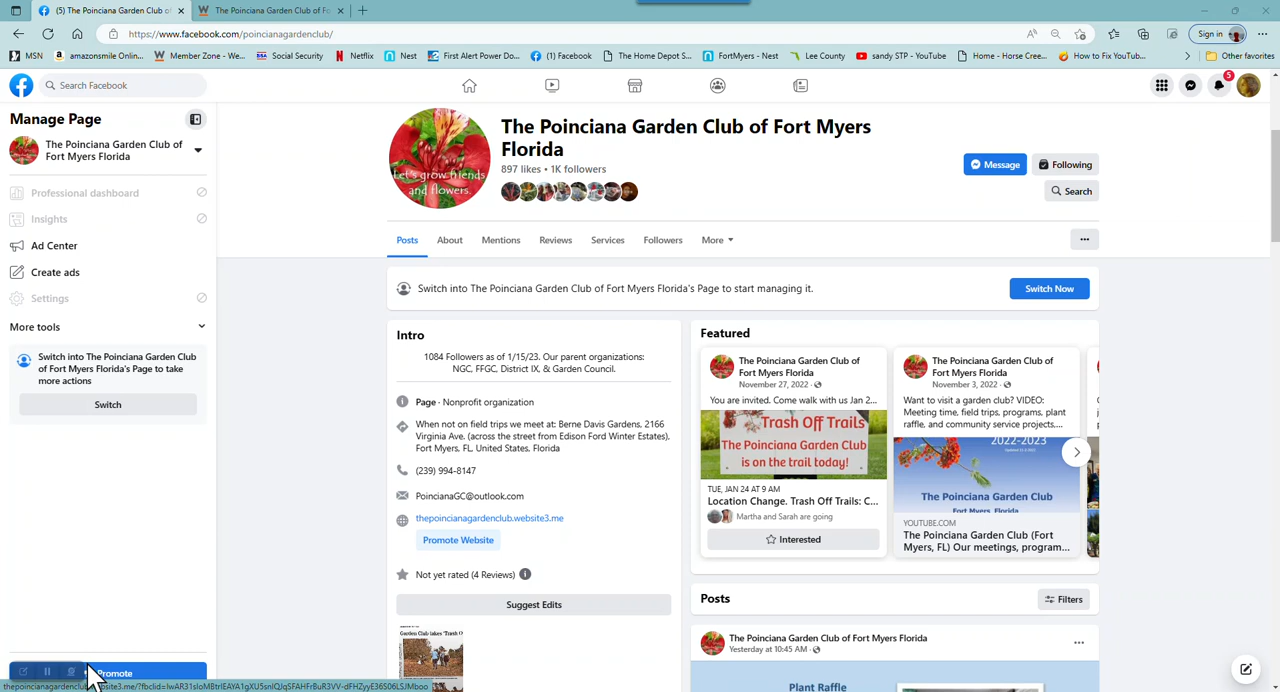 (5) The Poinciana Garden Club of
The Poinciana Garden Club of Fo
https://www.facebook.com/poincianagardenclub/
Sign in
MSN
amazonsmile Onlin...
Member Zone - We...
Social Security
Netflix
Nest
First Alert Power Do...
(1) Facebook
The Home Depot S...
FortMyers - Nest
Lee County
sandy STP - YouTube
Home - Horse Cree...
How to Fix YouTub...
Other favorites
Search Facebook
5
Manage Page
The Poinciana Garden Club of
Fort Myers Florida
Professional dashboard
Insights
Ad Center
Create ads
Settings
More tools
Switch into The Poinciana Garden Club
of Fort Myers Florida's Page to take
more actions
Switch
Promote
Let's grow friends
and flowers.
The Poinciana Garden Club of Fort Myers
Florida
897 likes • 1K followers
Message
Following
Search
Posts
About
Mentions
Reviews
Services
Followers
More
Switch into The Poinciana Garden Club of Fort Myers Florida's Page to start managing it.
Switch Now
Intro
1084 Followers as of 1/15/23. Our parent organizations:
NGC, FFGC, District IX, & Garden Council.
Page · Nonprofit organization
When not on field trips we meet at: Berne Davis Gardens, 2166
Virginia Ave. (across the street from Edison Ford Winter Estates),
Fort Myers, FL, United States, Florida
(239) 994-8147
PoincianaGC@outlook.com
thepoincianagardenclub.website3.me
Promote Website
Not yet rated (4 Reviews)
Suggest Edits
Featured
The Poinciana Garden Club of
Fort Myers Florida
November 27, 2022 ·
You are invited. Come walk with us Jan 2...
Trash Off Trails
The Poinciana Garden Club
is on the trail today!
TUE, JAN 24 AT 9 AM
Location Change. Trash Off Trails: C...
Martha and Sarah are going
Interested
The Poinciana Garden Club of
Fort Myers Florida
November 3, 2022 ·
Want to visit a garden club? VIDEO:
Meeting time, field trips, programs, plant
raffle, and community service projects,...
2022-2023
The Poinciana Garden Club
Fort Myers, Florida
YOUTUBE.COM
The Poinciana Garden Club (Fort
Myers, FL) Our meetings, program...
Posts
Filters
The Poinciana Garden Club of Fort Myers Florida
Yesterday at 10:45 AM ·
Plant Raffle